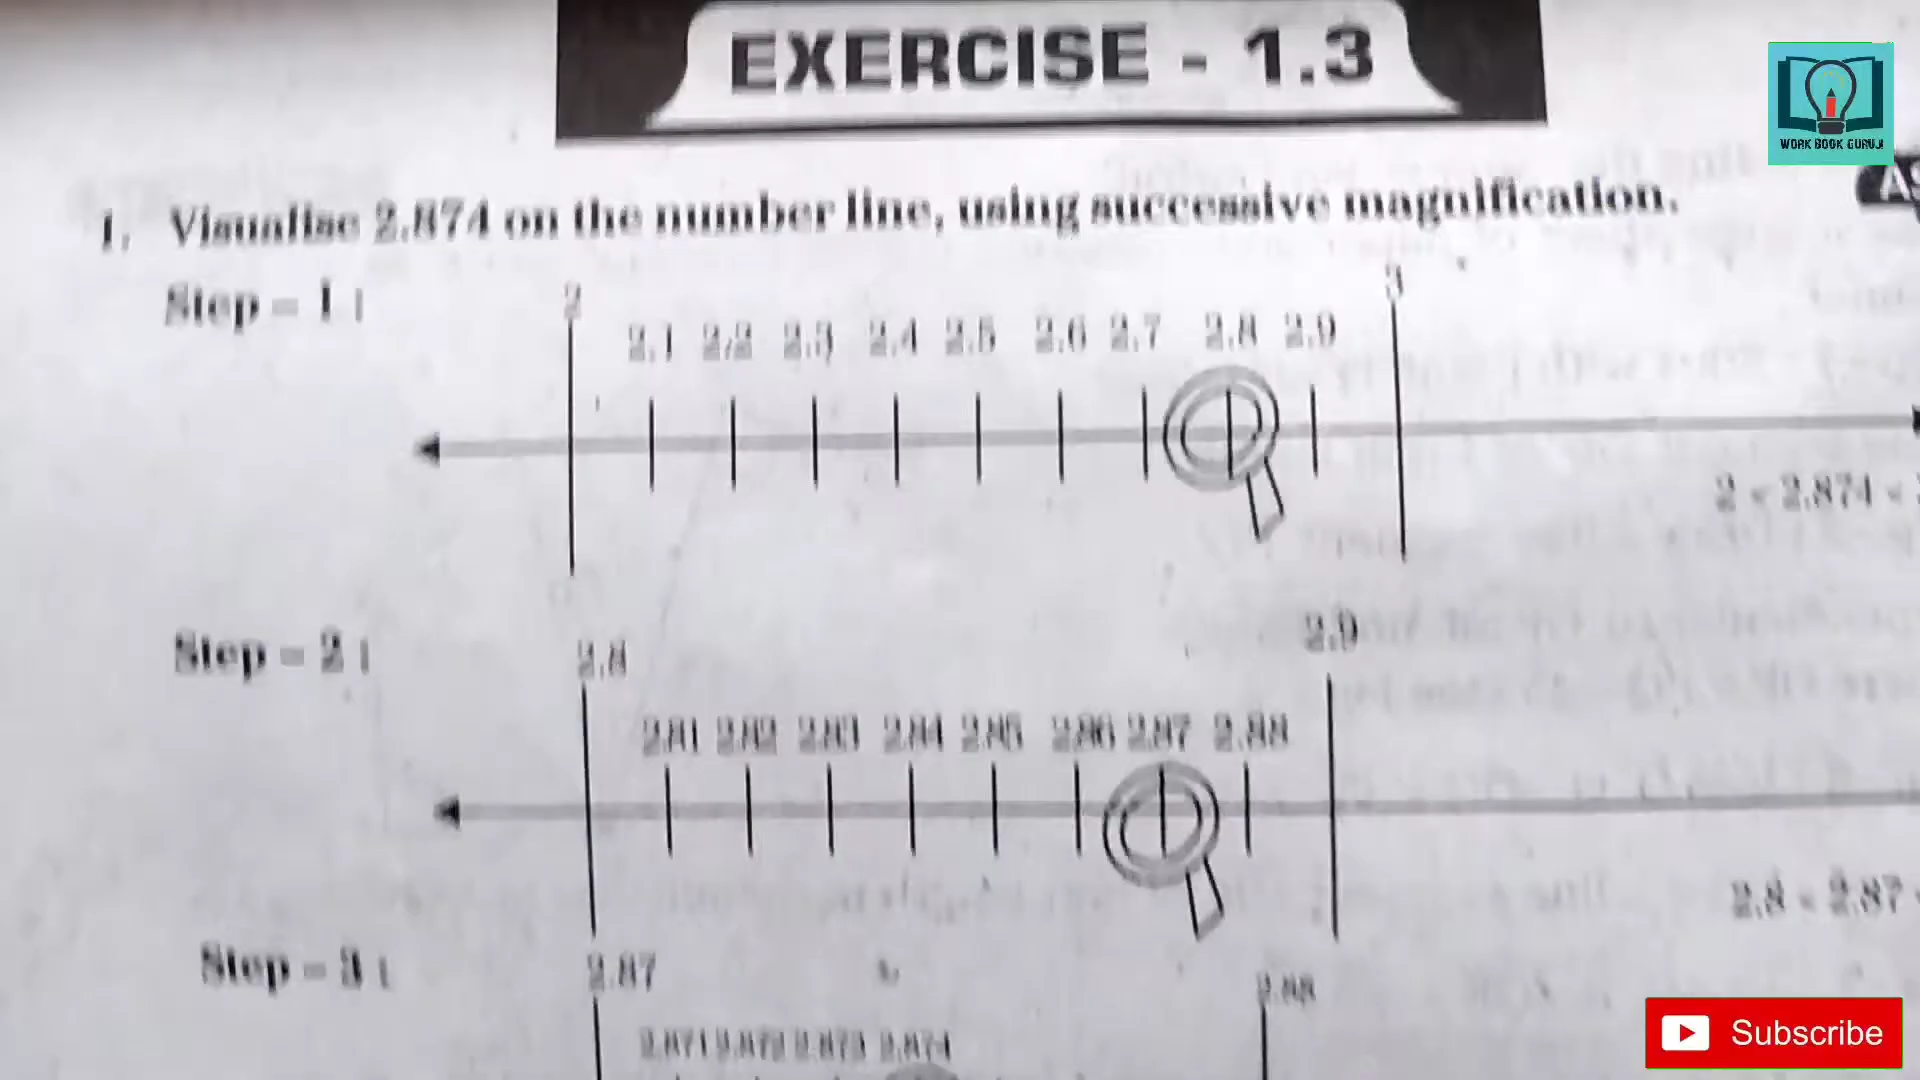 EXERCISE - 1.3
WORK BOOK GURUJI
1. Visualise 2.874 on the number line, using successive magnification.
AS
Step - 1 :
2
3
2.1 2.2 2.3 2.4 2.5 2.6 2.7 2.8 2.9
2 < 2.874 <
Step - 2 :
2.8
2.9
2.81 2.82 2.83 2.84 2.85 2.86 2.87 2.88
2.8 < 2.87 <
Step - 3 :
2.87
2.88
2.871 2.872 2.873 2.874
Subscribe